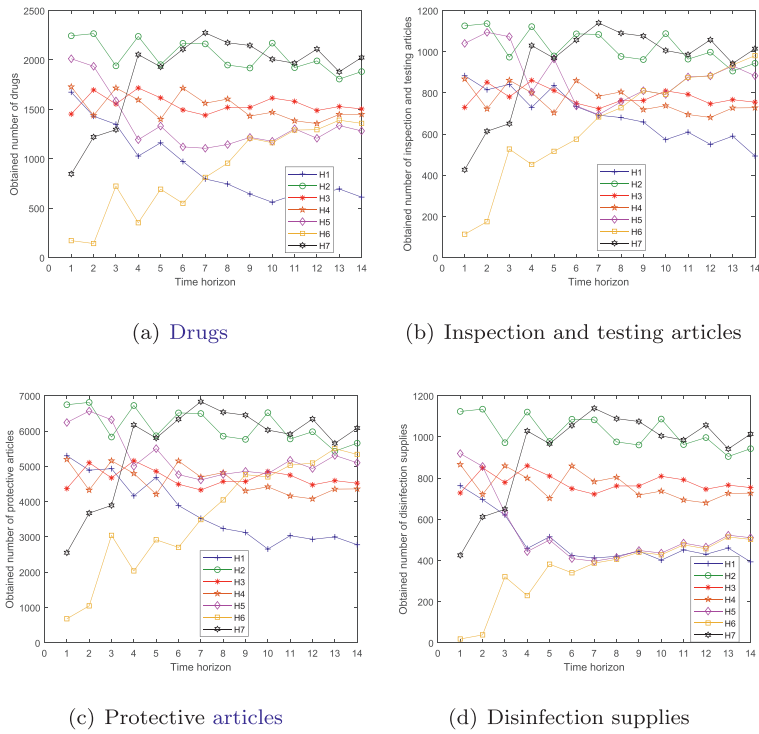 2500
2000
1500
1000
500
0
Obtained number of drugs
H1
H2
H3
H4
H5
H6
H7
0 1 2 3 4 5 6 7 8 9 10 11 12 13 14
Time horizon
(a) Drugs
1200
1000
800
600
400
200
0
Obtained number of inspection and testing articles
H1
H2
H3
H4
H5
H6
H7
0 1 2 3 4 5 6 7 8 9 10 11 12 13 14
Time horizon
(b) Inspection and testing articles
7000
6000
5000
4000
3000
2000
1000
0
Obtained number of protective articles
H1
H2
H3
H4
H5
H6
H7
0 1 2 3 4 5 6 7 8 9 10 11 12 13 14
Time horizon
(c) Protective articles
1200
1000
800
600
400
200
0
Obtained number of disinfection supplies
H1
H2
H3
H4
H5
H6
H7
0 1 2 3 4 5 6 7 8 9 10 11 12 13 14
Time horizon
(d) Disinfection supplies